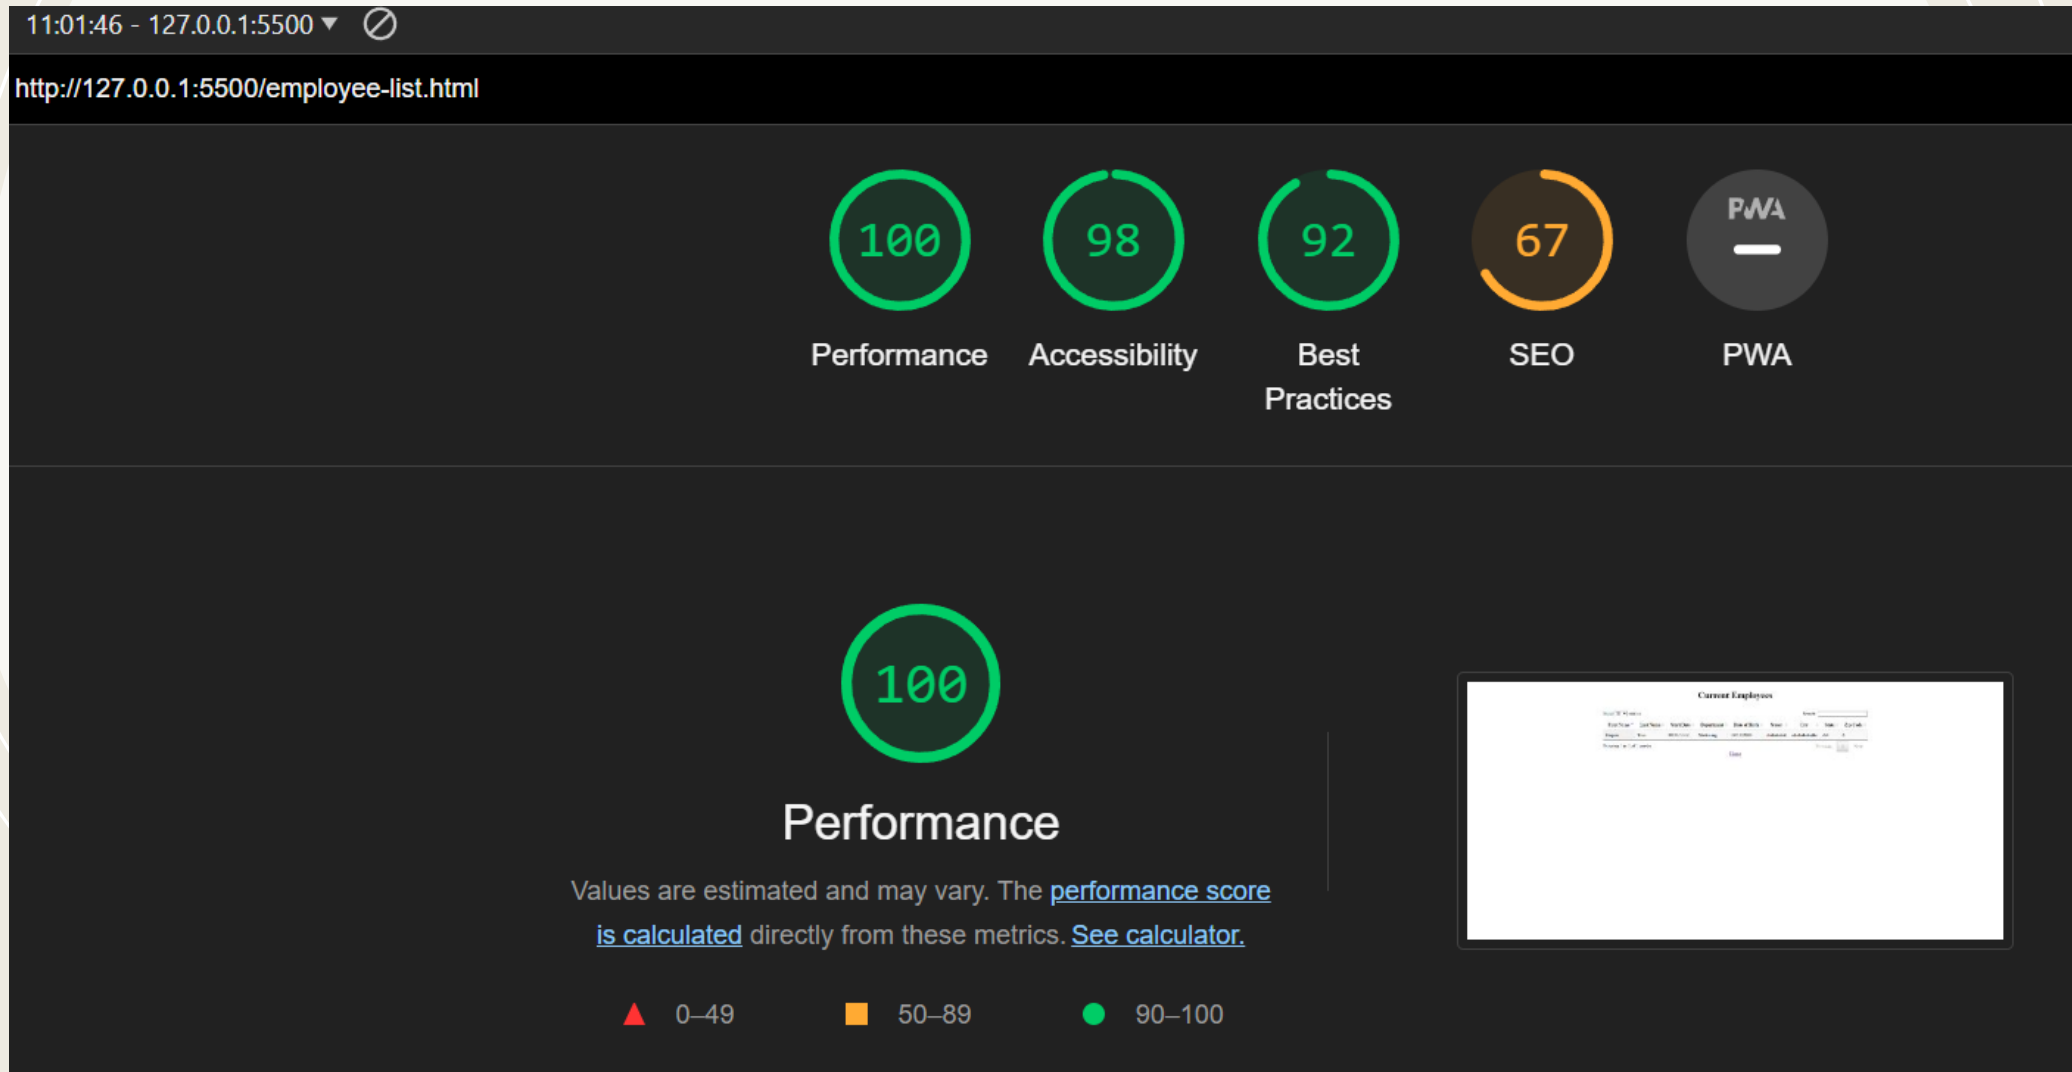 11:01:46 - 127.0.0.1:5500
http://127.0.0.1:5500/employee-list.html
100
98
92
67
PWA
Performance
Accessibility
Best
Practices
SEO
PWA
100
Performance
Values are estimated and may vary. The performance score
is calculated directly from these metrics. See calculator.
0–49
50–89
90–100
Current Employees